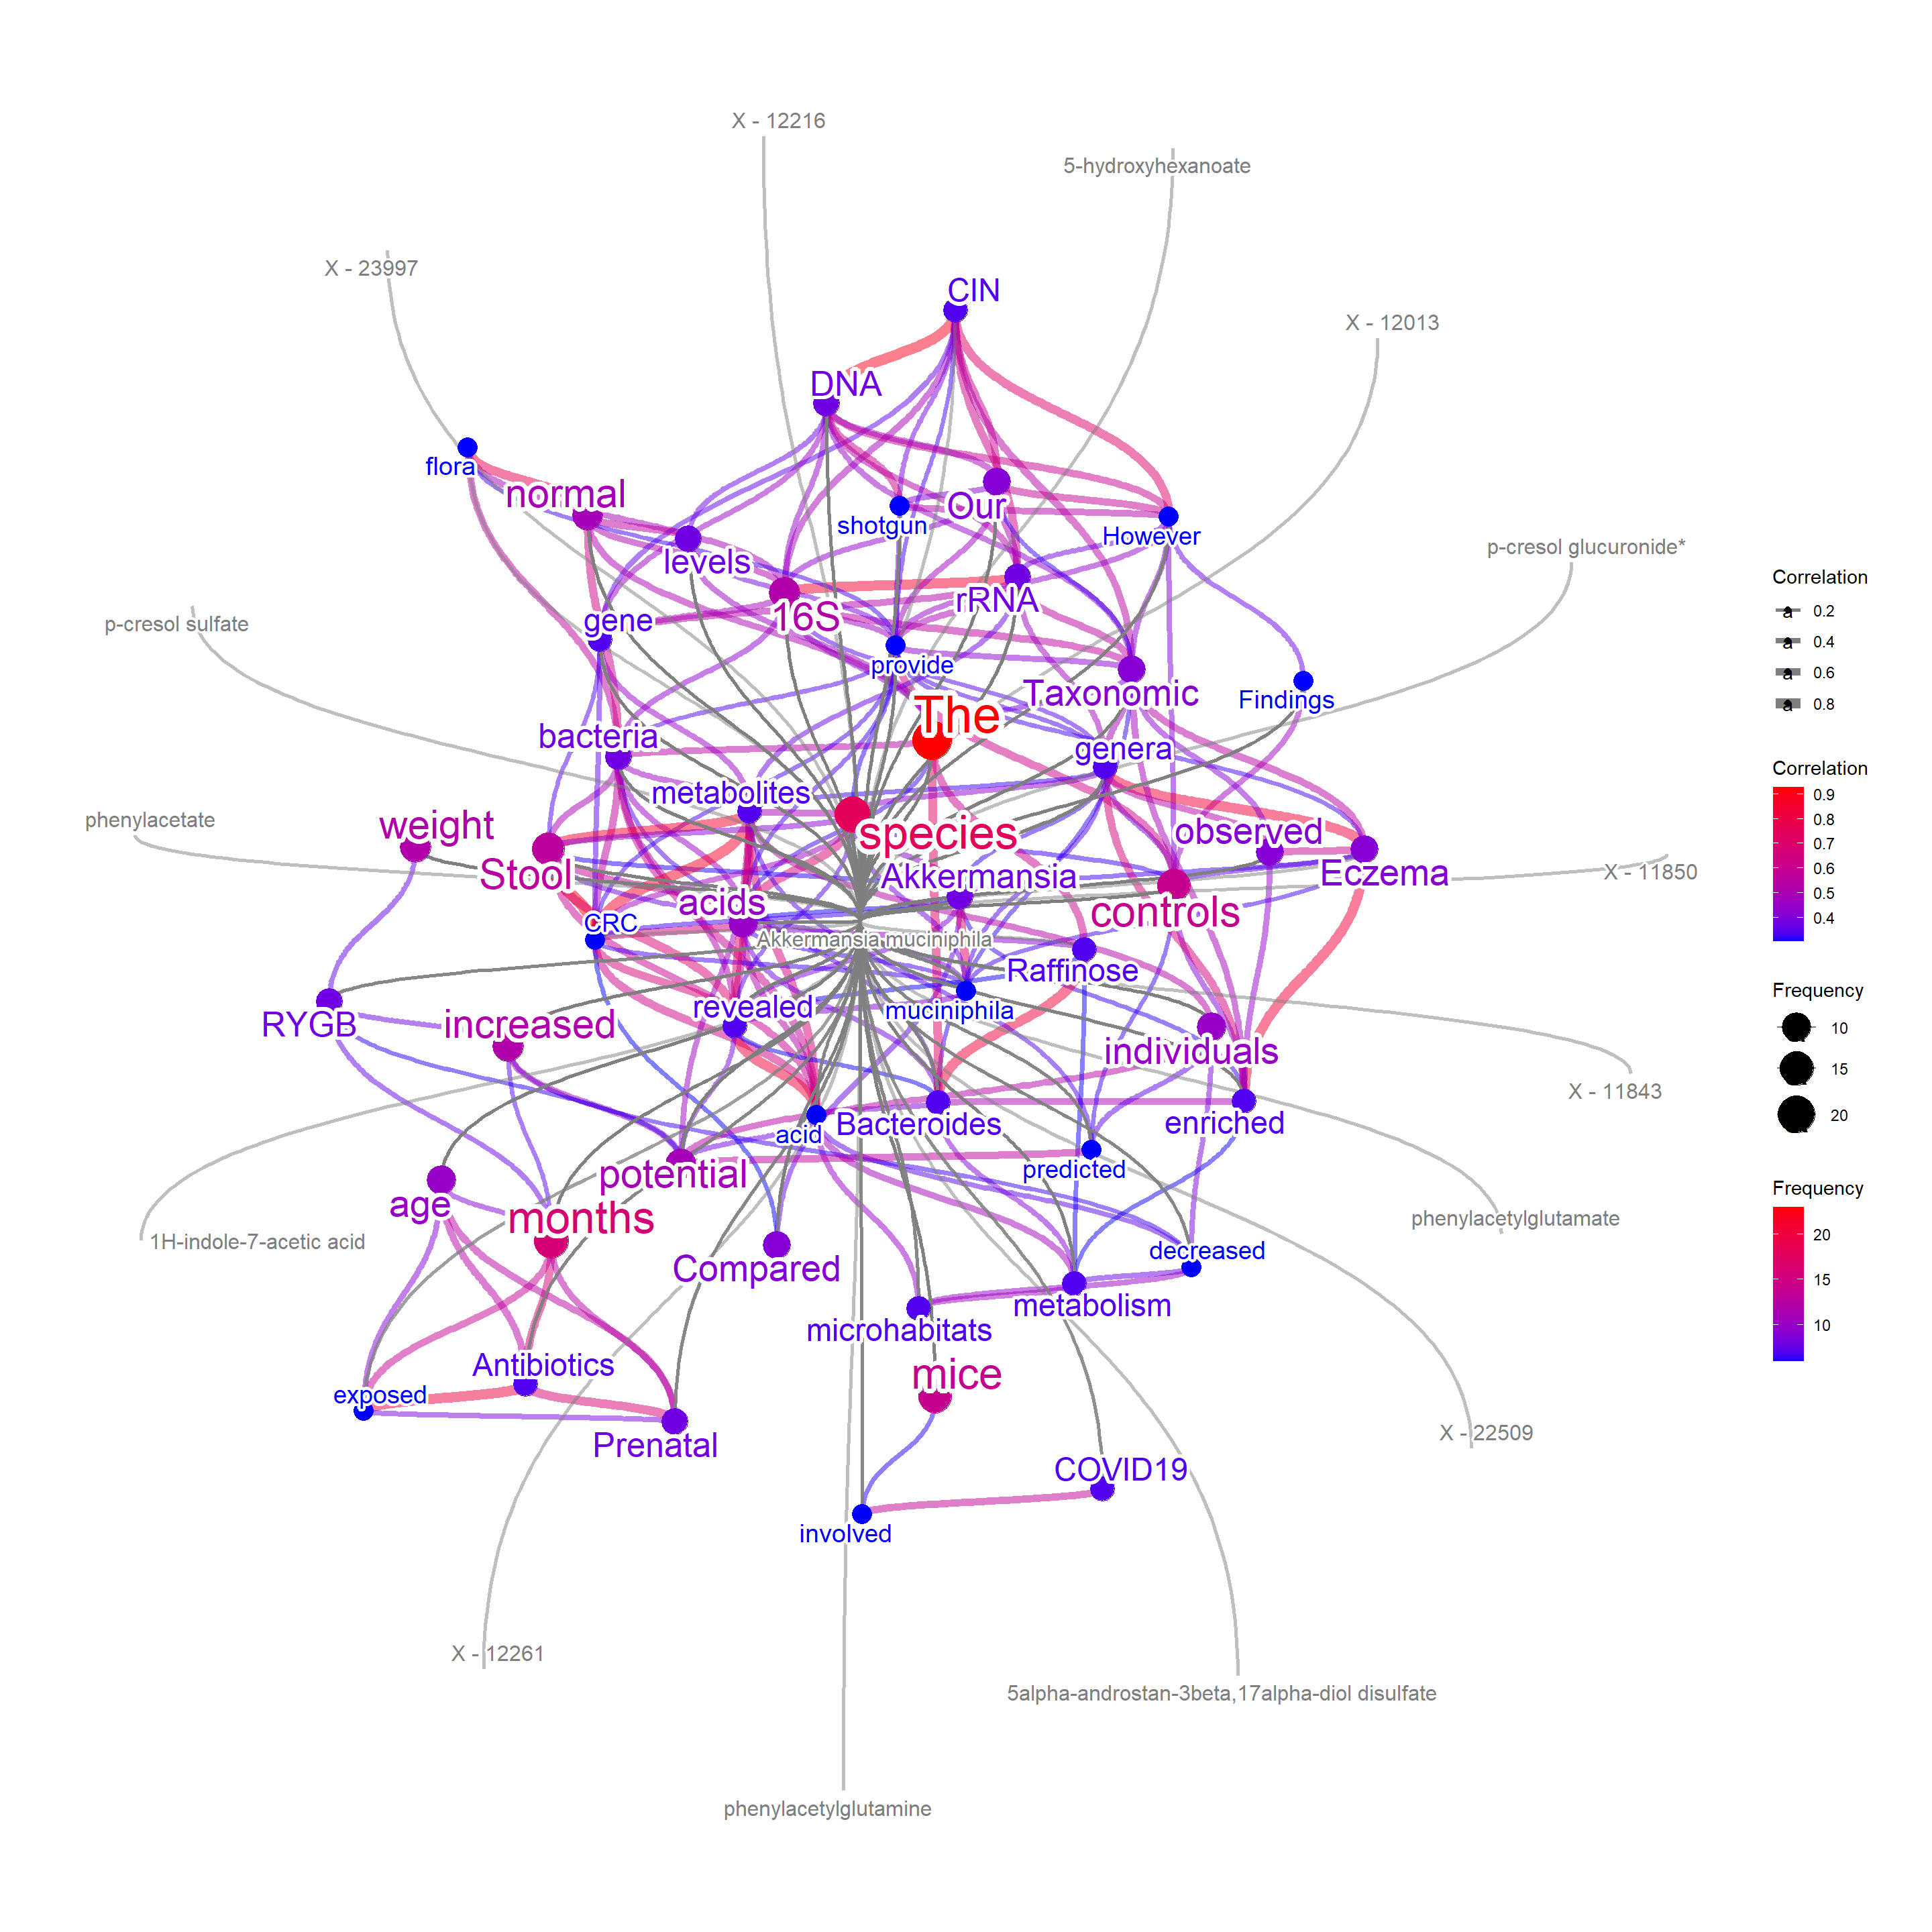 X - 12216
5-hydroxyhexanoate
X - 23997
CIN
X - 12013
DNA
flora
normal
Our
shotgun
However
levels
p-cresol glucuronide*
rRNA
16S
gene
p-cresol sulfate
provide
Taxonomic
Findings
The
bacteria
genera
metabolites
phenylacetate
weight
species
observed
Stool
Akkermansia
Eczema
X - 11850
acids
controls
CRC
Akkermansia muciniphila
Raffinose
revealed
muciniphila
RYGB
increased
individuals
X - 11843
acid
Bacteroides
enriched
potential
predicted
age
months
phenylacetylglutamate
1H-indole-7-acetic acid
decreased
Compared
metabolism
microhabitats
Antibiotics
mice
exposed
X - 22509
Prenatal
COVID19
involved
X - 12261
5alpha-androstan-3beta,17alpha-diol disulfate
phenylacetylglutamine
Correlation
a 0.2
a 0.4
a 0.6
a 0.8
Correlation
0.9
0.8
0.7
0.6
0.5
0.4
Frequency
10
15
20
Frequency
20
15
10